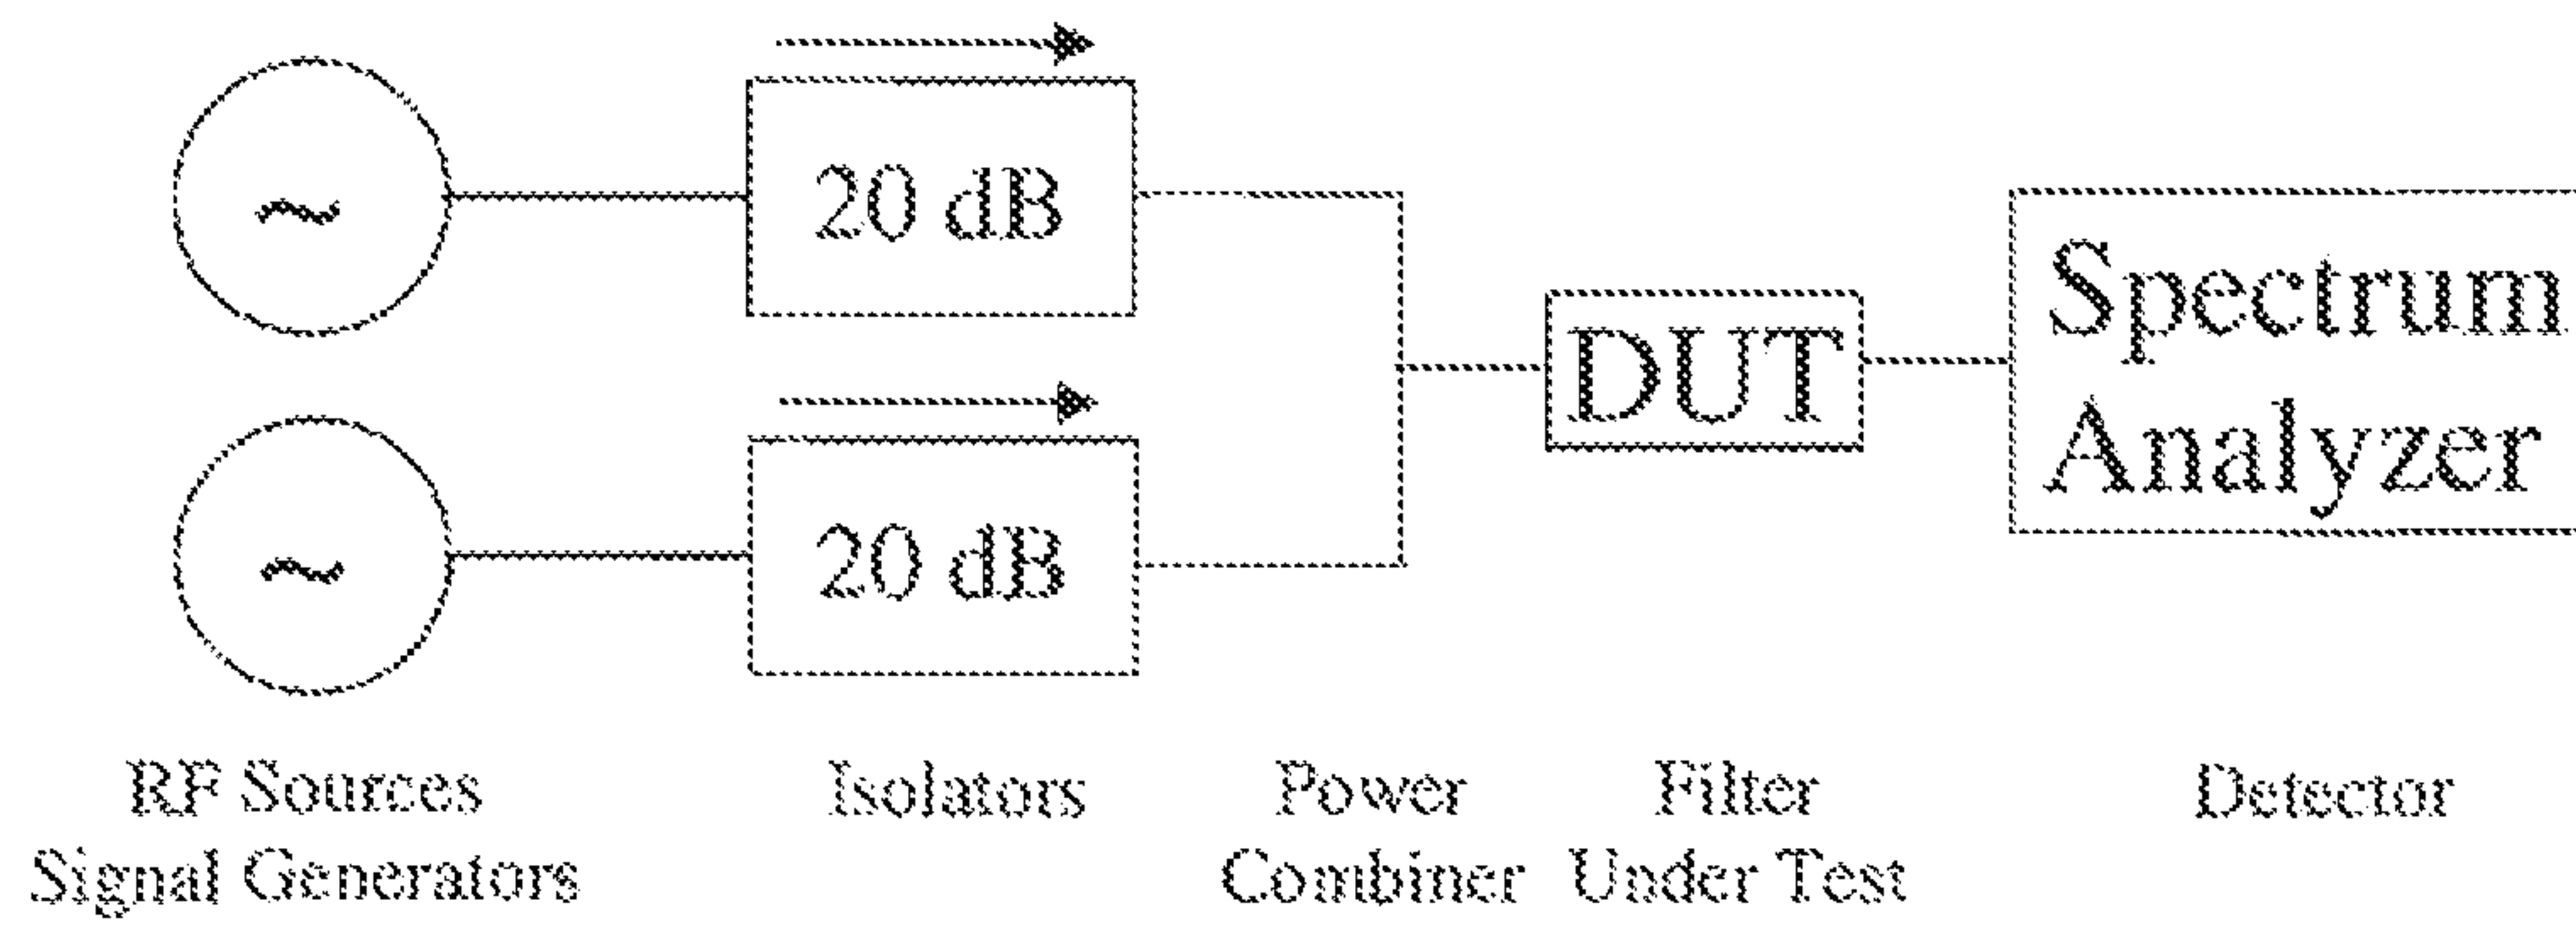 ~
20 dB
~
20 dB
DUT
Spectrum
Analyzer
RF Sources
Signal Generators
Isolators
Power
Combiner
Filter
Under Test
Detector